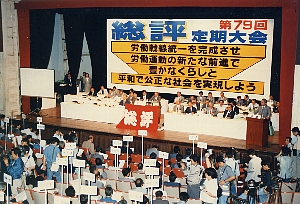 総評 第79回
定期大会
労働戦線統一を完成させ
労働運動の新たな前進で
豊かなくらしと
平和で公正な社会を実現しよう
総評